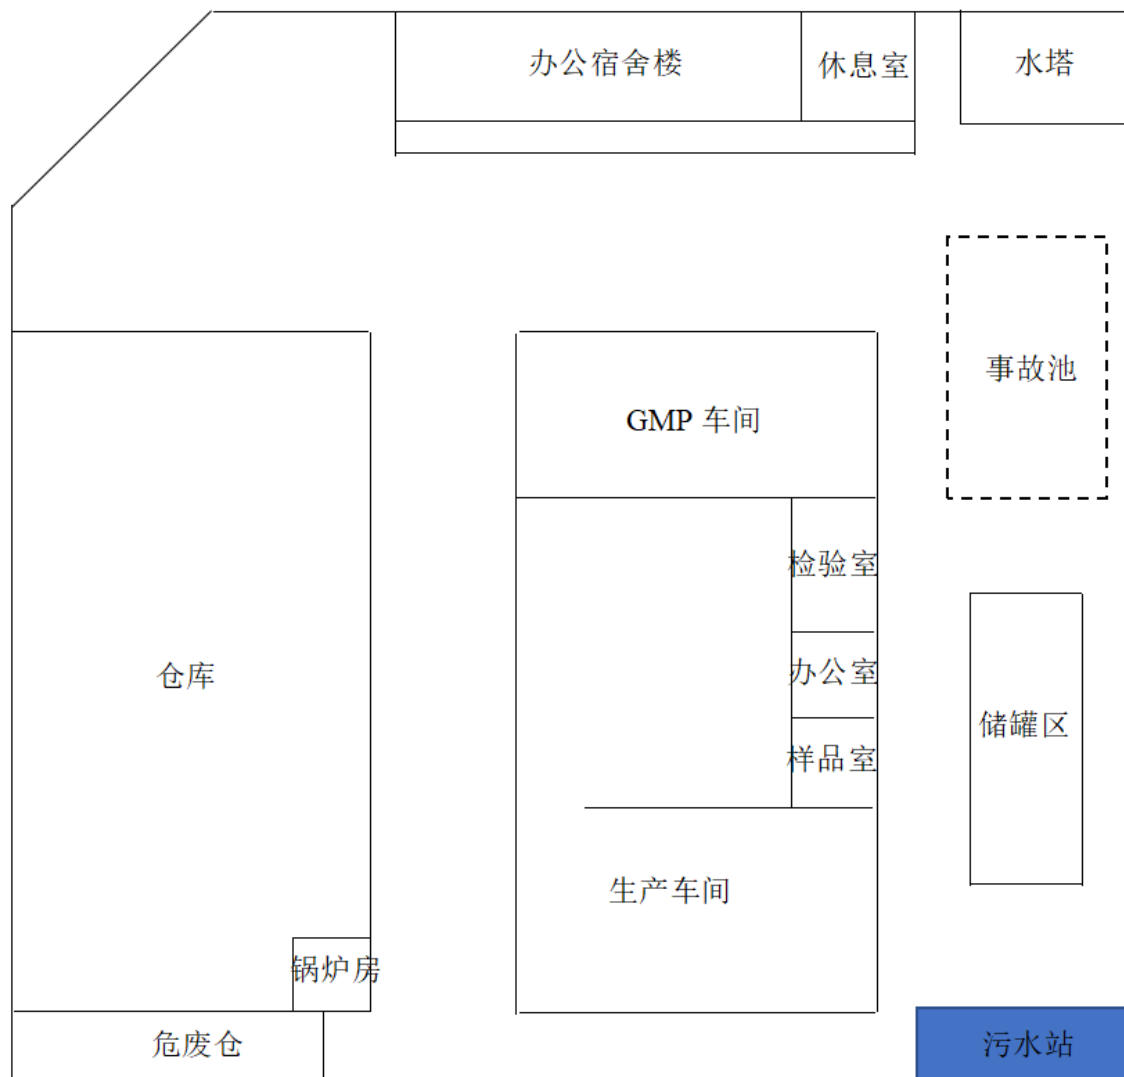 办公宿舍楼
休息室
水塔
事故池
GMP 车间
检验室
仓库
办公室
储罐区
样品室
生产车间
锅炉房
危废仓
污水站